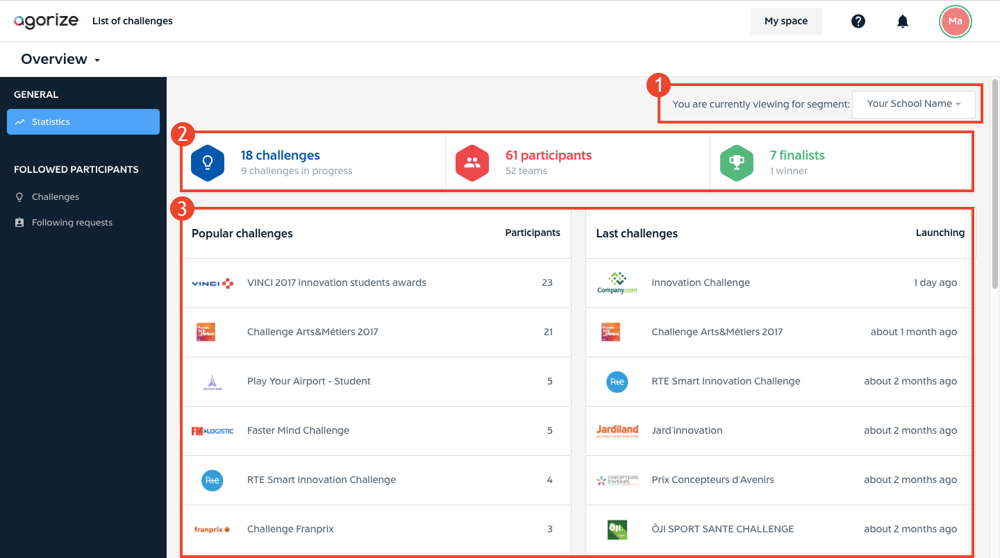 agorize List of challenges My space Ma
Overview
GENERAL
Statistics
FOLLOWED PARTICIPANTS
Challenges
Following requests
1
You are currently viewing for segment: Your School Name
2
18 challenges
9 challenges in progress
61 participants
52 teams
7 finalists
1 winner
3
Popular challenges Participants
VINCI VINCI 2017 innovation students awards 23
Challenge Arts&Métiers 2017 21
Play Your Airport - Student 5
FM>LOGISTIC Faster Mind Challenge 5
Rte RTE Smart Innovation Challenge 4
franprix Challenge Franprix 3
Last challenges Launching
Company.com innovation Challenge 1 day ago
Challenge Arts&Métiers 2017 about 1 month ago
Rte RTE Smart Innovation Challenge about 2 months ago
Jardiland Jard'innovation about 2 months ago
CONCEPTEURS D'AVENIRS Prix Concepteurs d'Avenirs about 2 months ago
ÔJI ÔJI SPORT SANTE CHALLENGE about 2 months ago